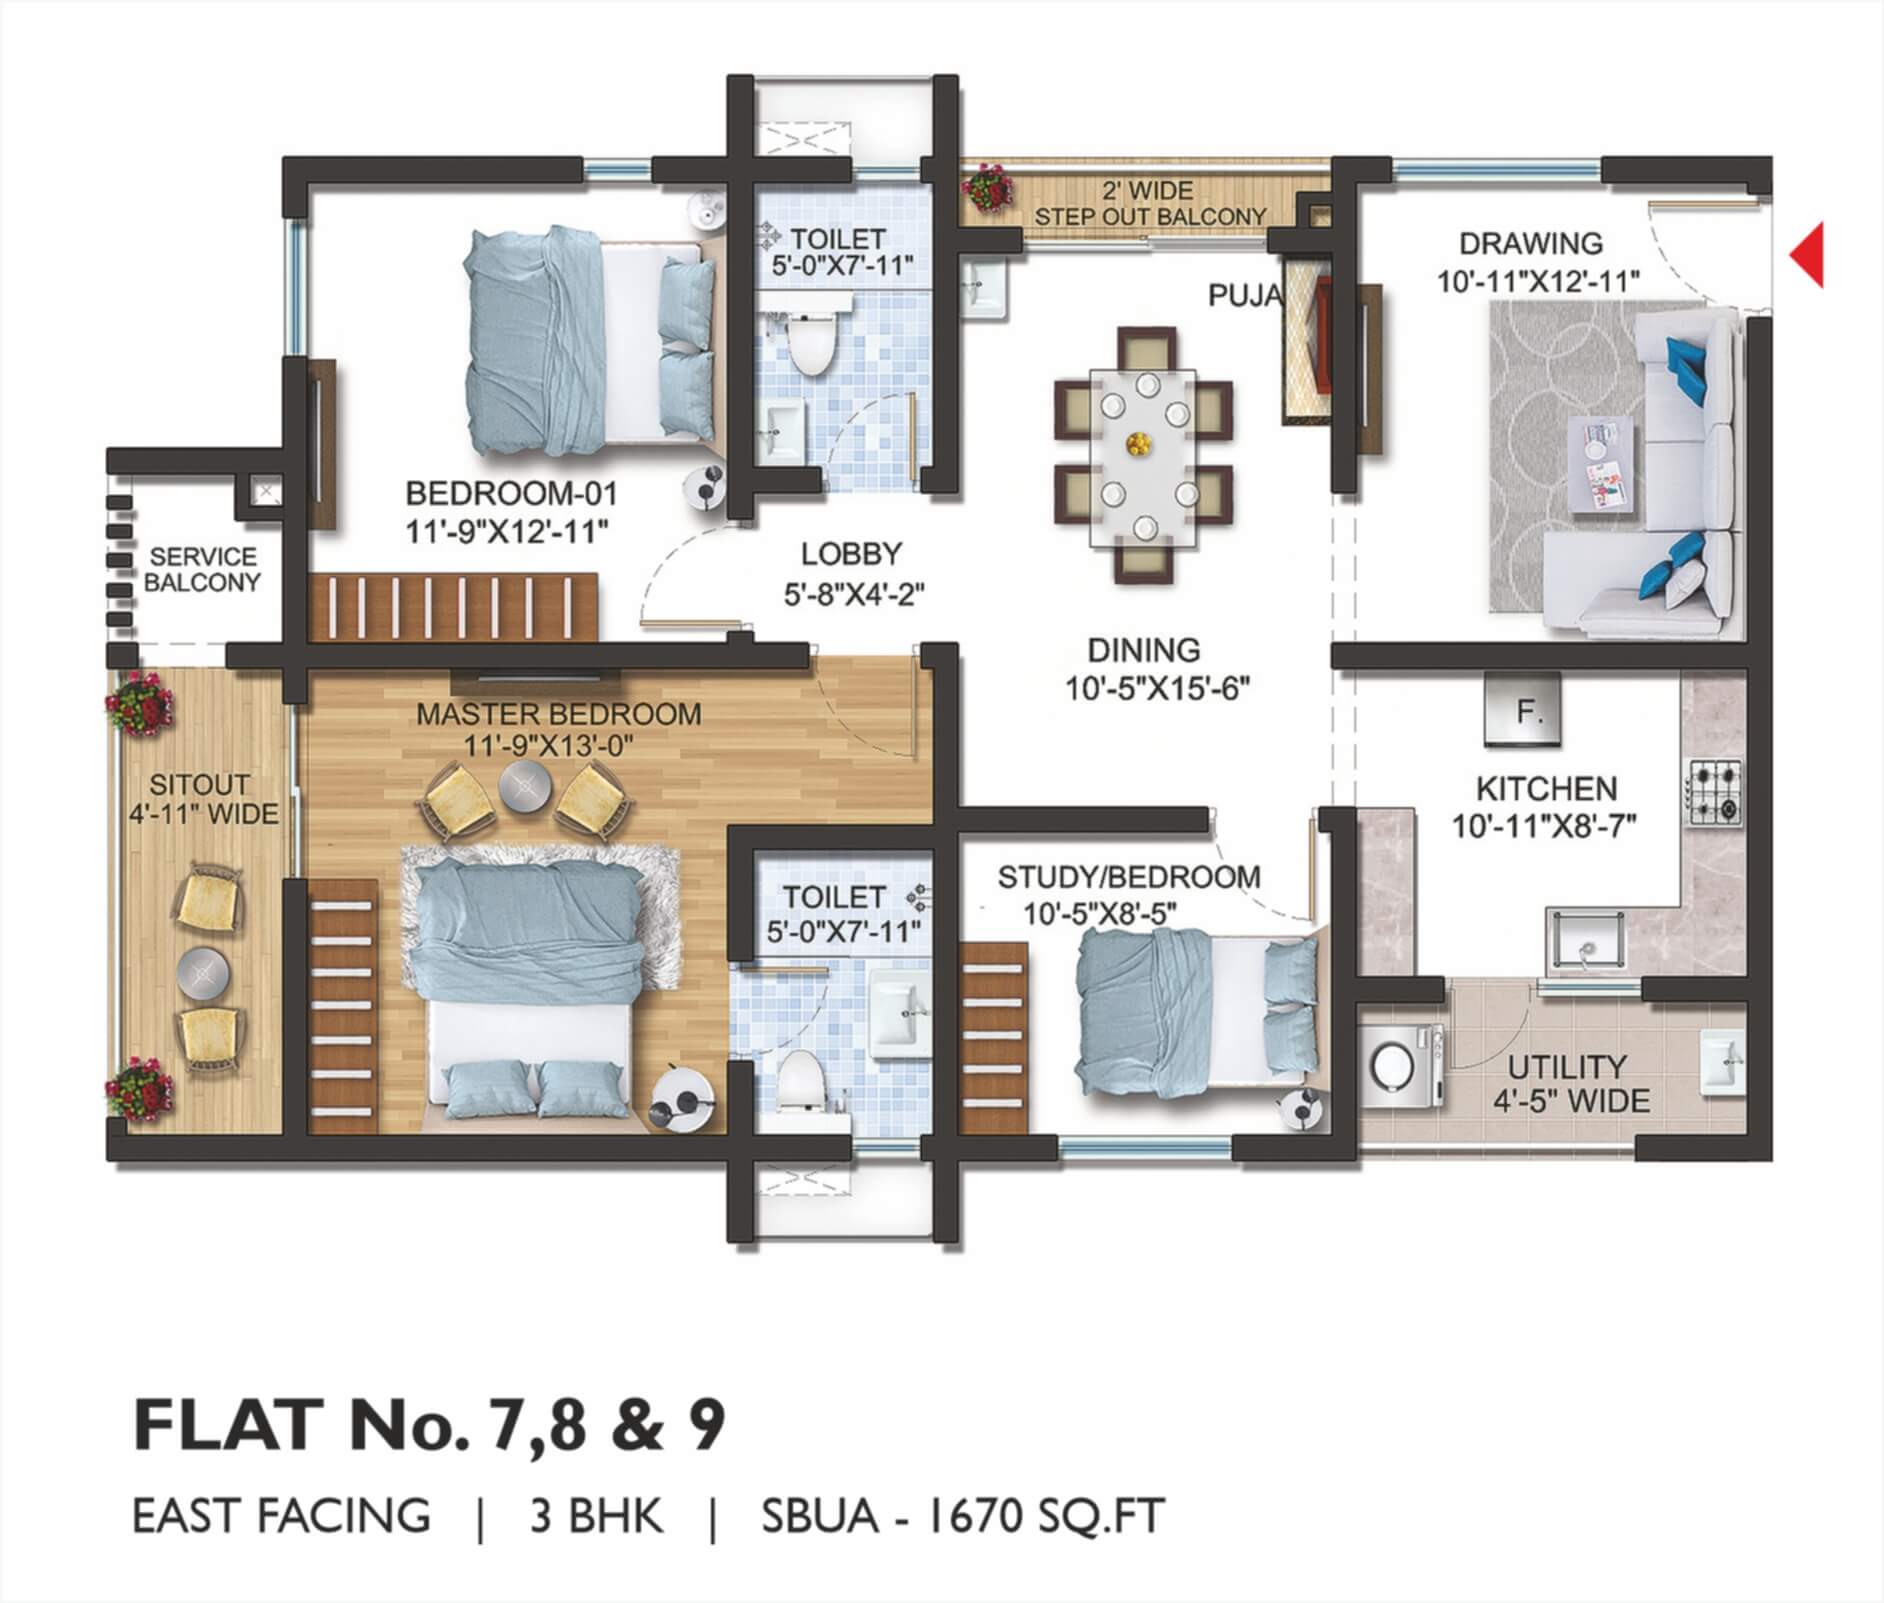 2' WIDE
STEP OUT BALCONY
TOILET
5'-0"X7'-11"
DRAWING
10'-11"X12'-11"
PUJA
BEDROOM-01
11'-9"X12'-11"
SERVICE
BALCONY
LOBBY
5'-8"X4'-2"
DINING
10'-5"X15'-6"
MASTER BEDROOM
11'-9"X13'-0"
F.
SITOUT
4'-11" WIDE
KITCHEN
10'-11"X8'-7"
TOILET
5'-0"X7'-11"
STUDY/BEDROOM
10'-5"X8'-5"
UTILITY
4'-5" WIDE
FLAT No. 7,8 & 9
EAST FACING | 3 BHK | SBUA - 1670 SQ.FT